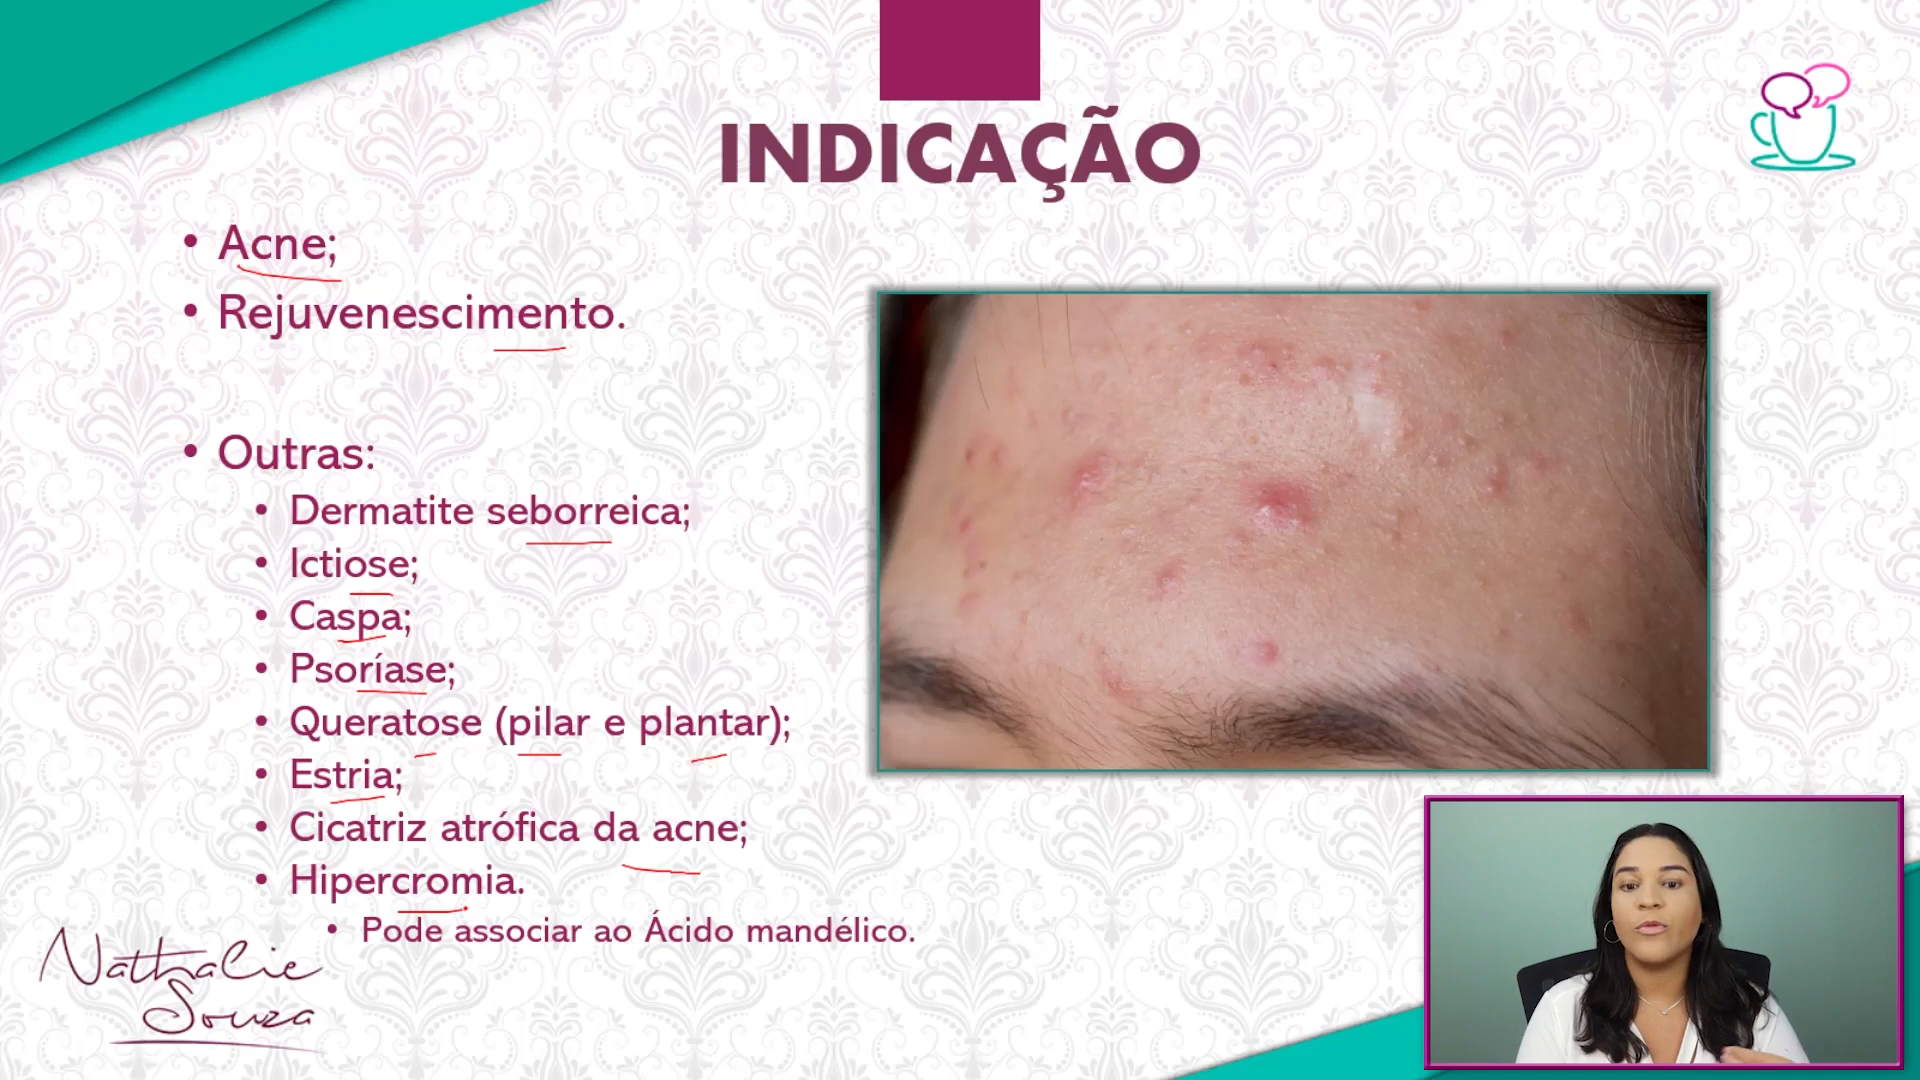 INDICAÇÃO
• Acne;
• Rejuvenescimento.
• Outras:
• Dermatite seborreica;
• Ictiose;
• Caspa;
• Psoríase;
• Queratose (pilar e plantar);
• Estria;
• Cicatriz atrófica da acne;
• Hipercromia.
• Pode associar ao Ácido mandélico.
Nathalie
Souza